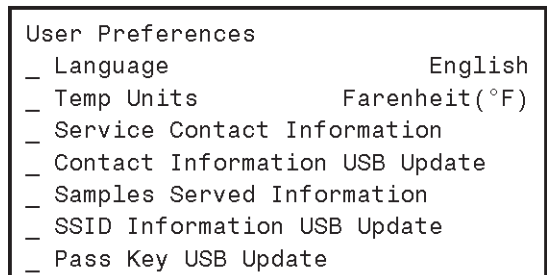 User Preferences
_ Language English
_ Temp Units Farenheit(°F)
_ Service Contact Information
_ Contact Information USB Update
_ Samples Served Information
_ SSID Information USB Update
_ Pass Key USB Update